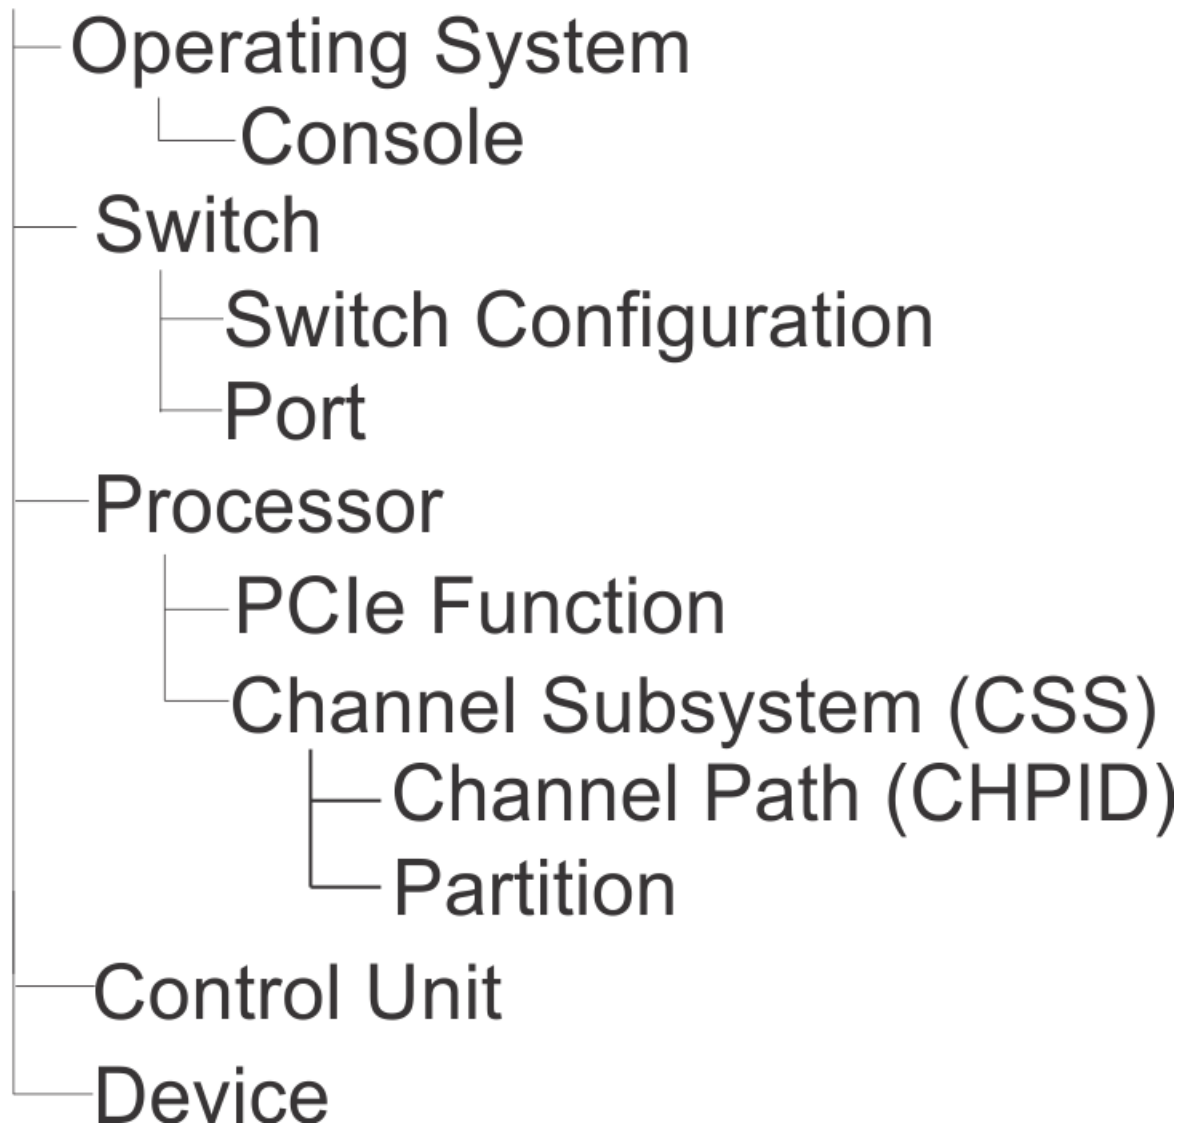 Operating System
Console
Switch
Switch Configuration
Port
Processor
PCIe Function
Channel Subsystem (CSS)
Channel Path (CHPID)
Partition
Control Unit
Device